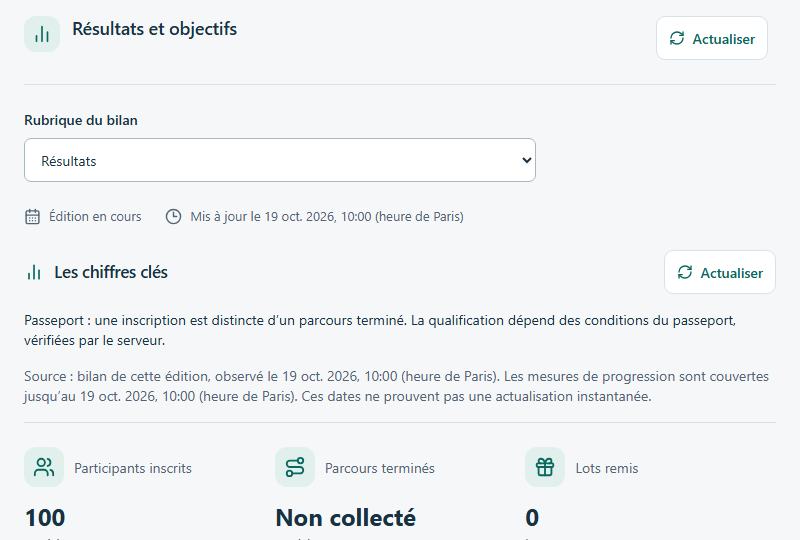 Résultats et objectifs
Actualiser
Rubrique du bilan
Résultats
Édition en cours
Mis à jour le 19 oct. 2026, 10:00 (heure de Paris)
Les chiffres clés
Actualiser
Passeport : une inscription est distincte d’un parcours terminé. La qualification dépend des conditions du passeport,
vérifiées par le serveur.
Source : bilan de cette édition, observé le 19 oct. 2026, 10:00 (heure de Paris). Les mesures de progression sont couvertes
jusqu’au 19 oct. 2026, 10:00 (heure de Paris). Ces dates ne prouvent pas une actualisation instantanée.
Participants inscrits
Parcours terminés
Lots remis
100
Non collecté
0